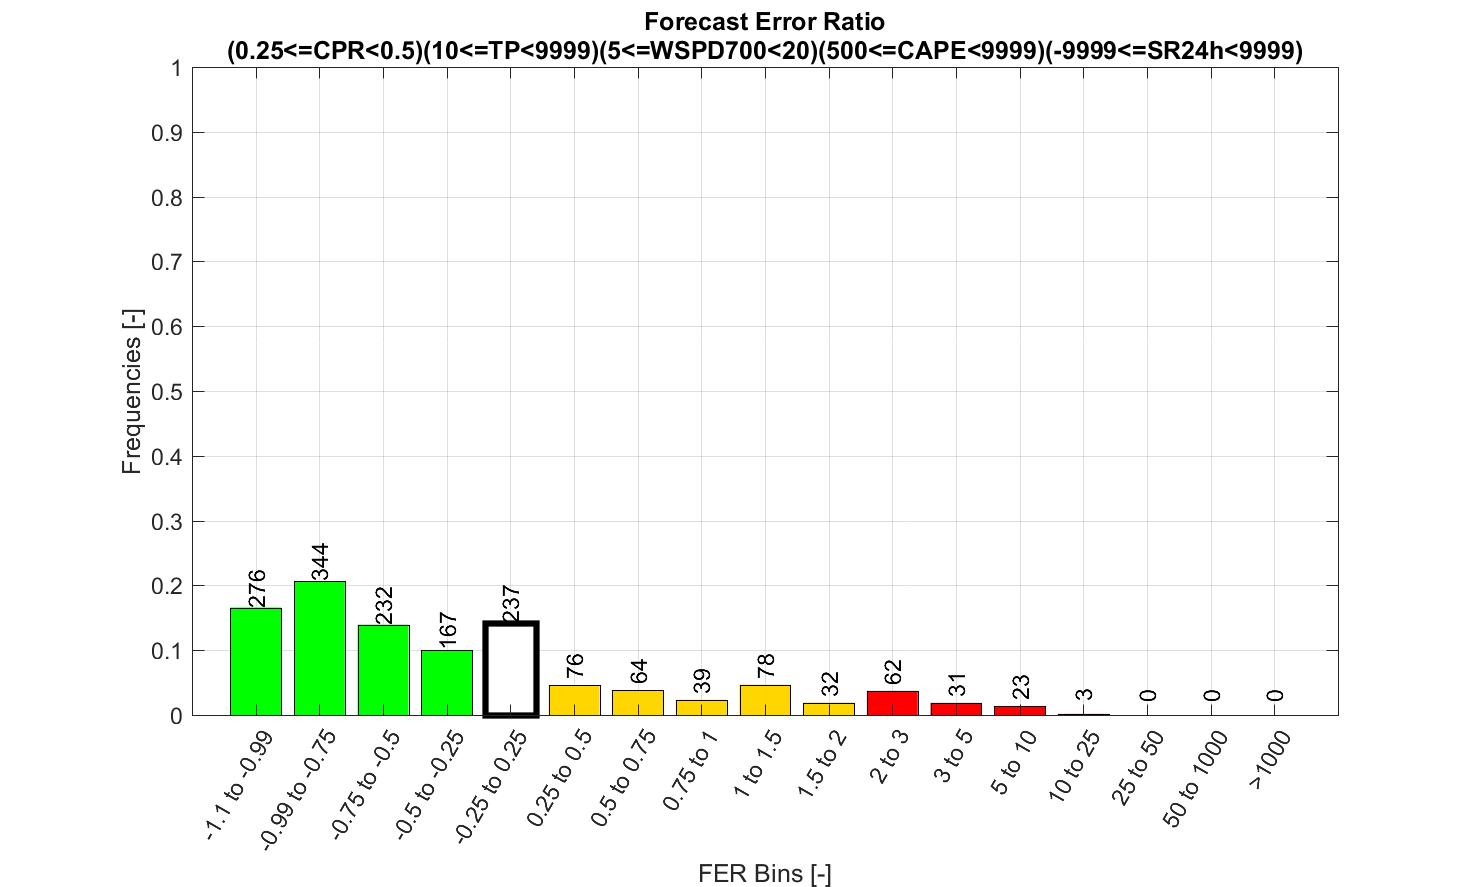 Forecast Error Ratio
(0.25<=CPR<0.5)(10<=TP<9999)(5<=WSPD700<20)(500<=CAPE<9999)(-9999<=SR24h<9999)
1
0.9
0.8
0.7
0.6
0.5
0.4
0.3
0.2
0.1
0
Frequencies [-]
276
344
232
167
237
76
64
39
78
32
62
31
23
3
0
0
0
-1.1 to -0.99
-0.99 to -0.75
-0.75 to -0.5
-0.5 to -0.25
-0.25 to 0.25
0.25 to 0.5
0.5 to 0.75
0.75 to 1
1 to 1.5
1.5 to 2
2 to 3
3 to 5
5 to 10
10 to 25
25 to 50
50 to 1000
>1000
FER Bins [-]